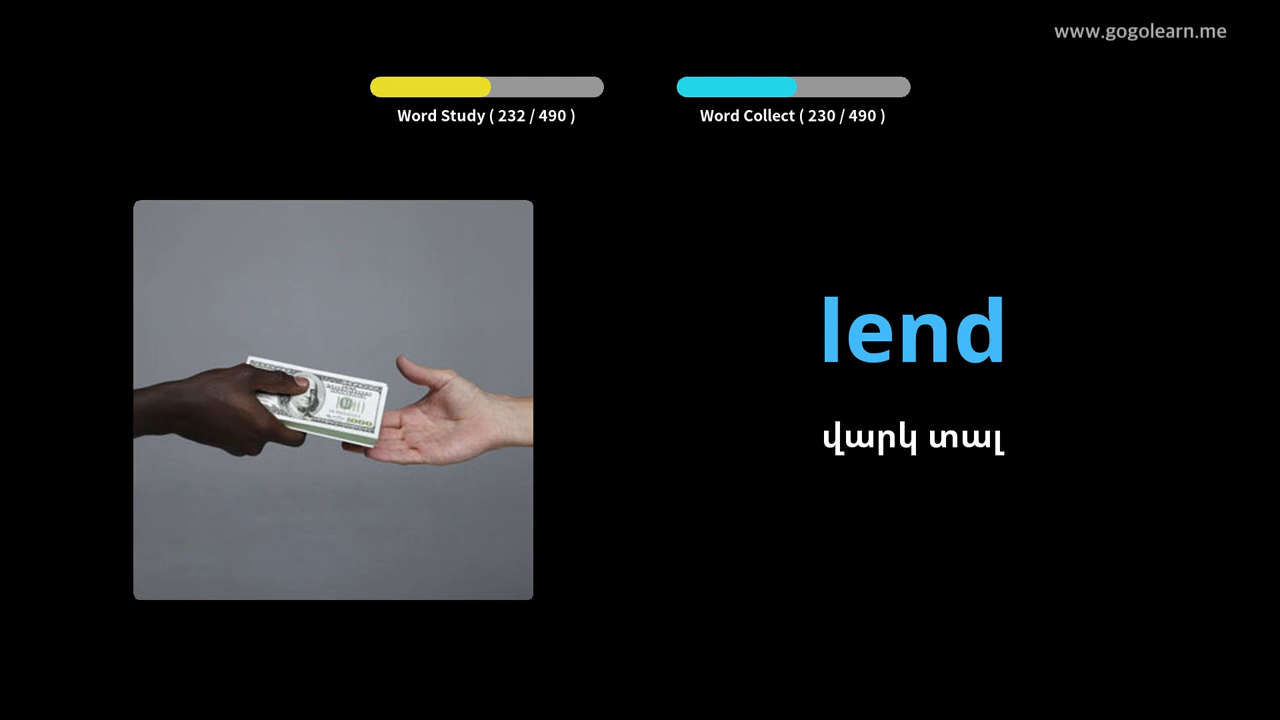 www.gogolearn.me
Word Study ( 232 / 490 )
Word Collect ( 230 / 490 )
lend
վարկ տալ